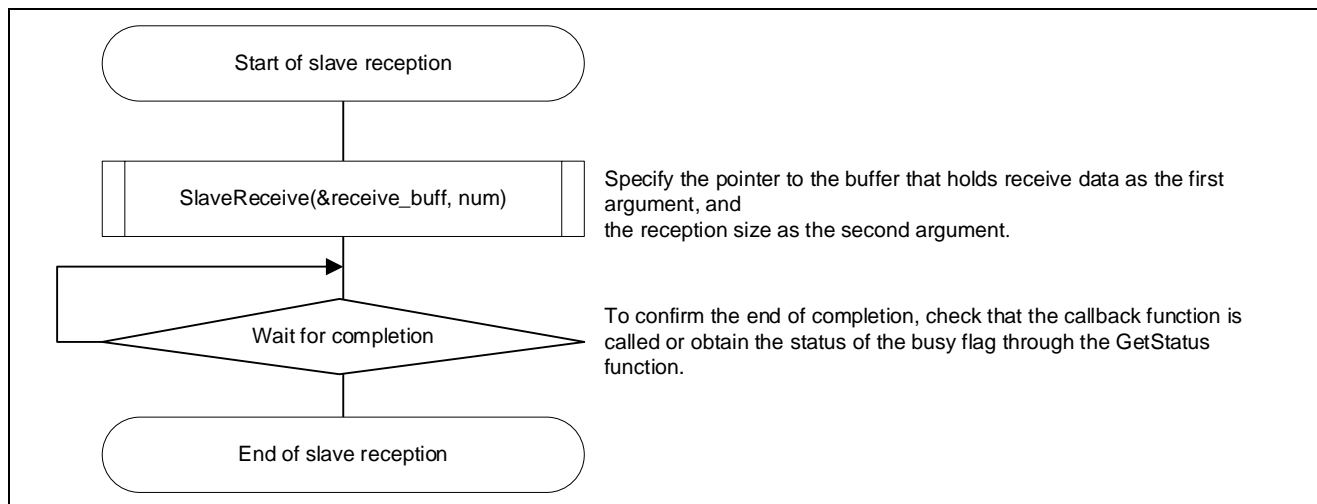 Start of slave reception
SlaveReceive(&receive_buff, num)
Specify the pointer to the buffer that holds receive data as the first
argument, and
the reception size as the second argument.
Wait for completion
To confirm the end of completion, check that the callback function is
called or obtain the status of the busy flag through the GetStatus
function.
End of slave reception